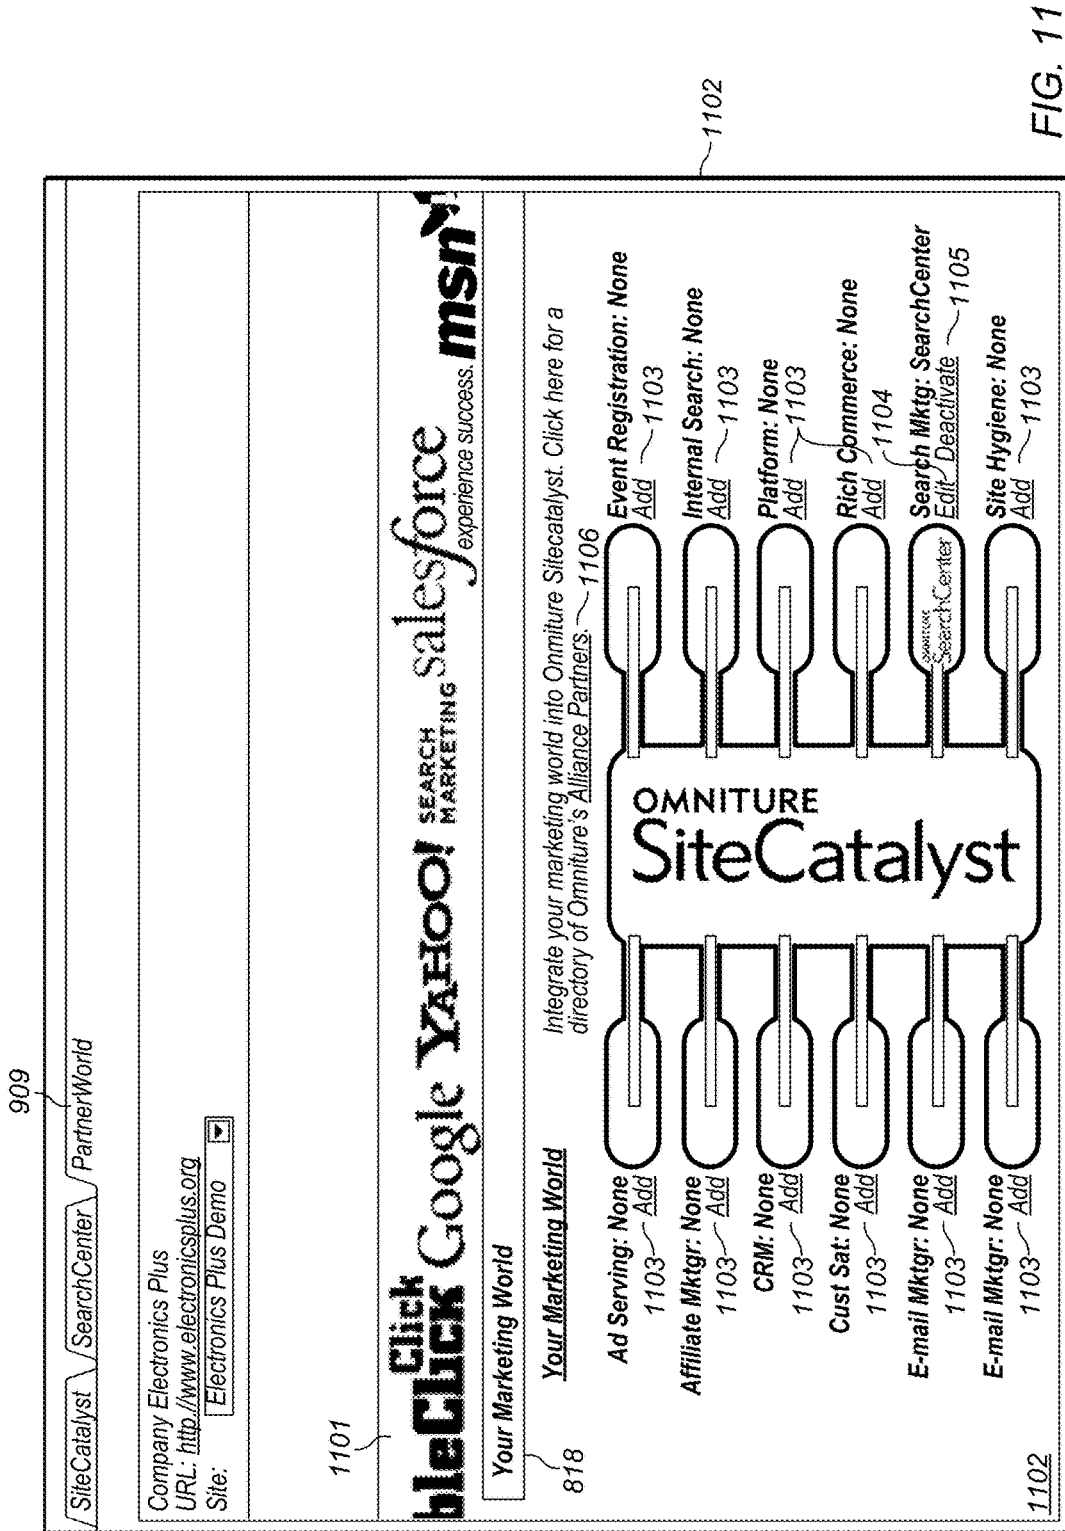 909
SiteCatalyst SearchCenter PartnerWorld
Company Electronics Plus
URL: http://www.electronicsplus.org
Site: Electronics Plus Demo
1101
bleClick Click Google YAHOO! SEARCH MARKETING salesforce experience success. msn
Your Marketing World
818
Your Marketing World
Integrate your marketing world into Onmiture Sitecatalyst. Click here for a
directory of Omniture's Alliance Partners. 1106
Ad Serving: None
1103 Add
Affiliate Mktgr: None
1103 Add
CRM: None
1103 Add
Cust Sat: None
1103 Add
E-mail Mktgr: None
1103 Add
E-mail Mktgr: None
1103 Add
OMNITURE
SiteCatalyst
Event Registration: None
Add 1103
Internal Search: None
Add 1103
Platform: None
Add 1103
Rich Commerce: None
Add 1104
OMNITURE
SearchCenter
Search Mktg: SearchCenter
Edit Deactivate 1105
Site Hygiene: None
Add 1103
1102
1102
FIG. 11